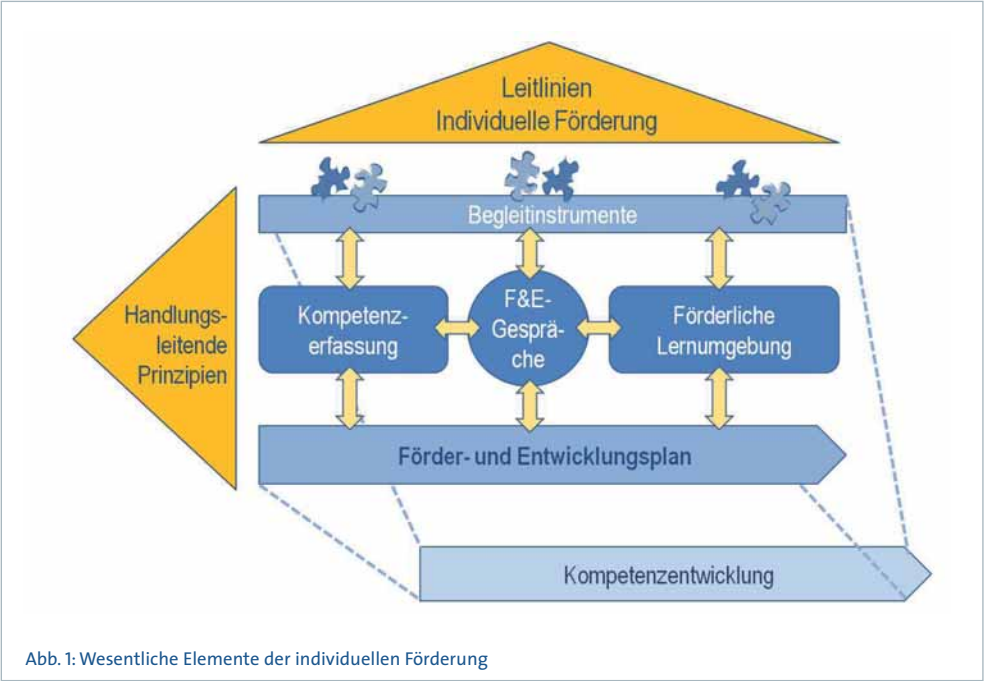 Leitlinien
Individuelle Förderung
Begleitinstrumente
Handlungs-
leitende
Prinzipien
Kompetenz-
erfassung
F&E-
Gesprä-
che
Förderliche
Lernumgebung
Förder- und Entwicklungsplan
Kompetenzentwicklung
Abb. 1: Wesentliche Elemente der individuellen Förderung